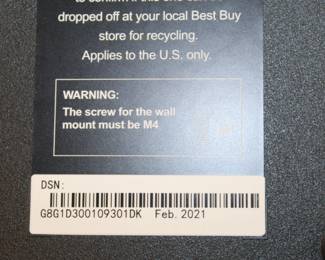 dropped off at your local Best Buy
store for recycling.
Applies to the U.S. only.
WARNING:
The screw for the wall
mount must be M4
DSN:
G8G1D300109301DK Feb. 2021